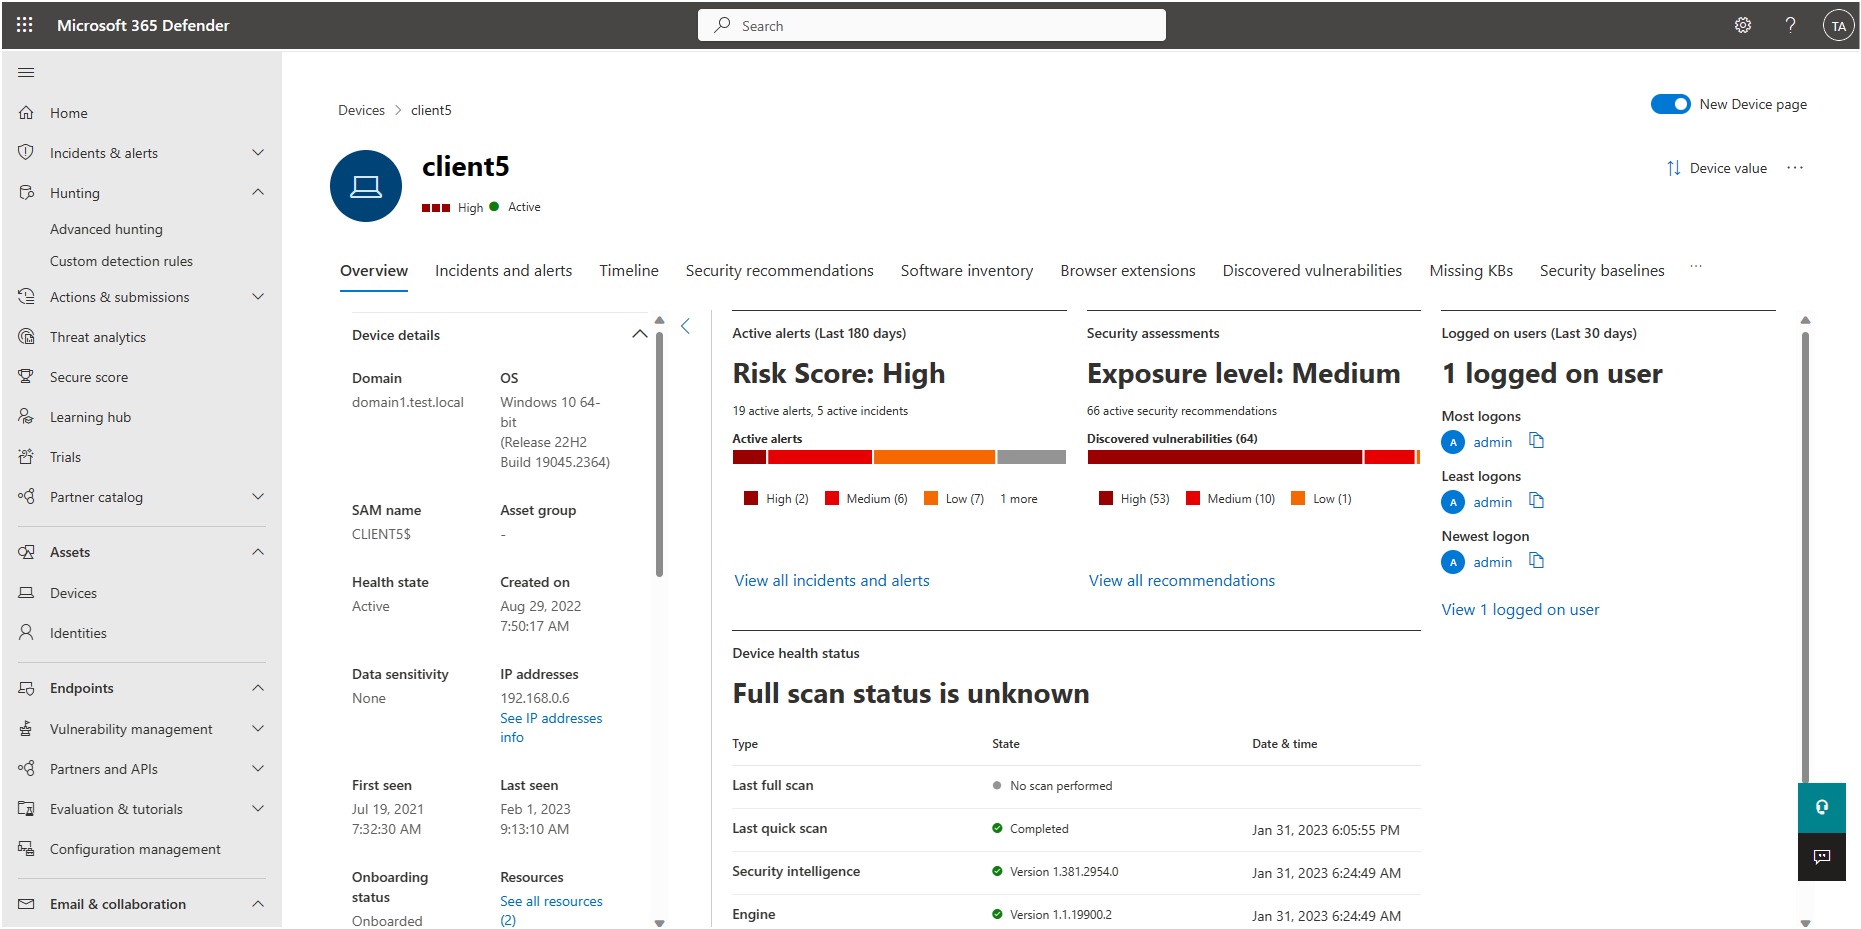 Microsoft 365 Defender
Search
?
TA
Home
Incidents & alerts
Hunting
Advanced hunting
Custom detection rules
Actions & submissions
Threat analytics
Secure score
Learning hub
Trials
Partner catalog
Assets
Devices
Identities
Endpoints
Vulnerability management
Partners and APIs
Evaluation & tutorials
Configuration management
Email & collaboration
Devices > client5
New Device page
client5
High Active
Device value ...
Overview Incidents and alerts Timeline Security recommendations Software inventory Browser extensions Discovered vulnerabilities Missing KBs Security baselines ...
Device details
Domain
domain1.test.local
OS
Windows 10 64-
bit
(Release 22H2
Build 19045.2364)
SAM name
CLIENT5$
Asset group
-
Health state
Active
Created on
Aug 29, 2022
7:50:17 AM
Data sensitivity
None
IP addresses
192.168.0.6
See IP addresses
info
First seen
Jul 19, 2021
7:32:30 AM
Last seen
Feb 1, 2023
9:13:10 AM
Onboarding
status
Onboarded
Resources
See all resources
(2)
Active alerts (Last 180 days)
Risk Score: High
19 active alerts, 5 active incidents
Active alerts
High (2) Medium (6) Low (7) 1 more
View all incidents and alerts
Security assessments
Exposure level: Medium
66 active security recommendations
Discovered vulnerabilities (64)
High (53) Medium (10) Low (1)
View all recommendations
Logged on users (Last 30 days)
1 logged on user
Most logons
A admin
Least logons
A admin
Newest logon
A admin
View 1 logged on user
Device health status
Full scan status is unknown
Type State Date & time
Last full scan No scan performed
Last quick scan Completed Jan 31, 2023 6:05:55 PM
Security intelligence Version 1.381.2954.0 Jan 31, 2023 6:24:49 AM
Engine Version 1.1.19900.2 Jan 31, 2023 6:24:49 AM